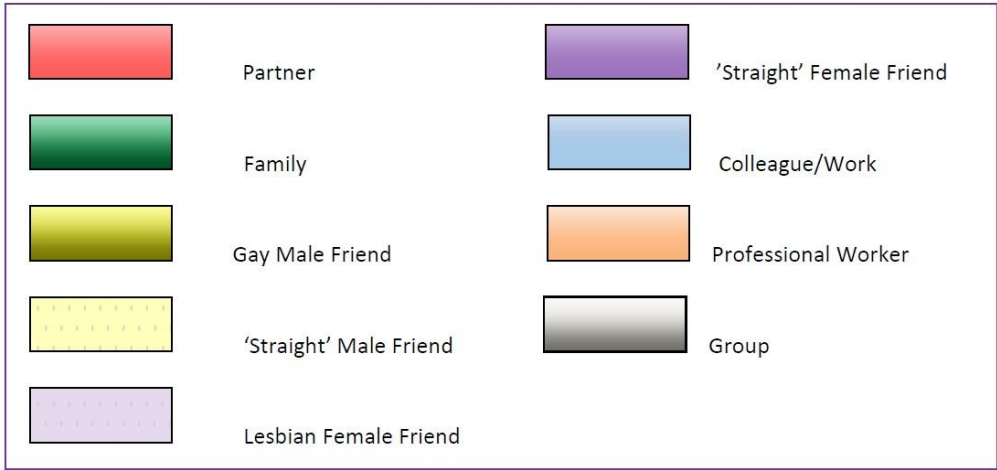 Partner
’Straight’ Female Friend
Family
Colleague/Work
Gay Male Friend
Professional Worker
‘Straight’ Male Friend
Group
Lesbian Female Friend